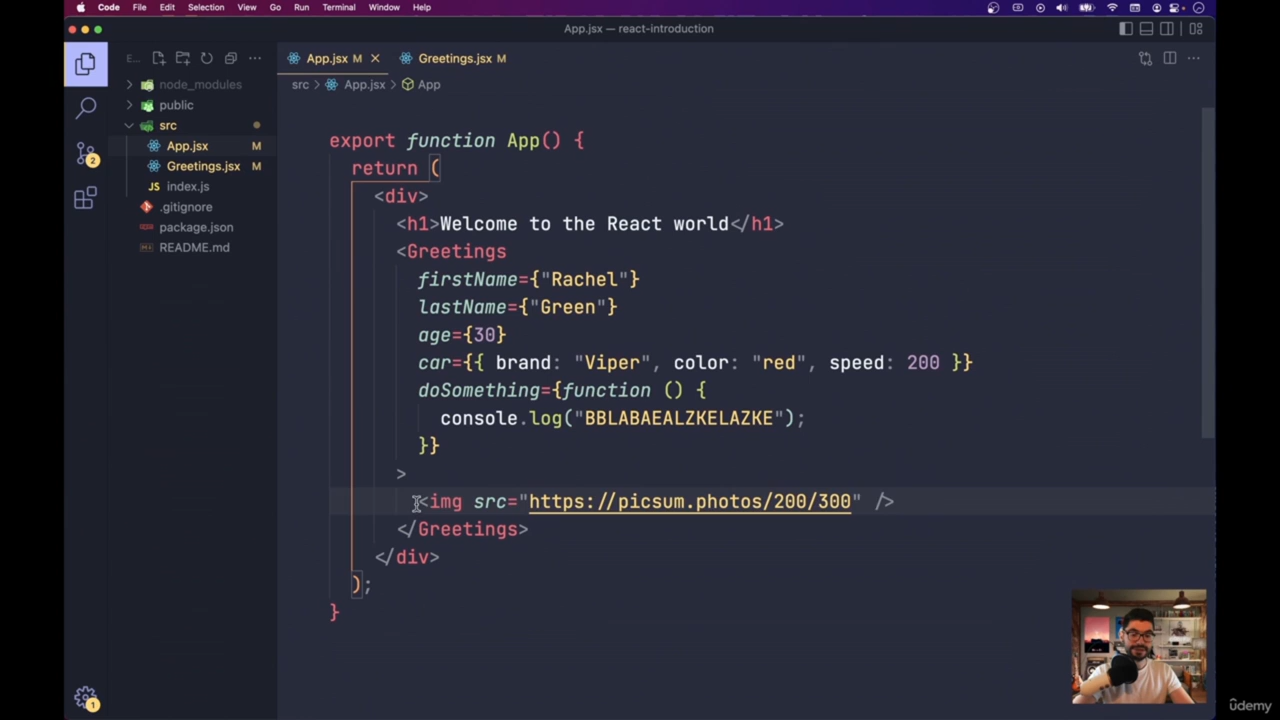 Code File Edit Selection View Go Run Terminal Window Help
App.jsx — react-introduction
E...
App.jsx M
Greetings.jsx M
src > App.jsx > App
node_modules
public
src
App.jsx M
Greetings.jsx M
index.js
.gitignore
package.json
README.md
2
1
export function App() {
return (
<div>
<h1>Welcome to the React world</h1>
<Greetings
firstName={"Rachel"}
lastName={"Green"}
age={30}
car={{ brand: "Viper", color: "red", speed: 200 }}
doSomething={function () {
console.log("BBLABAEALZKELAZKE");
}}
>
<img src="https://picsum.photos/200/300" />
</Greetings>
</div>
);
}
udemy